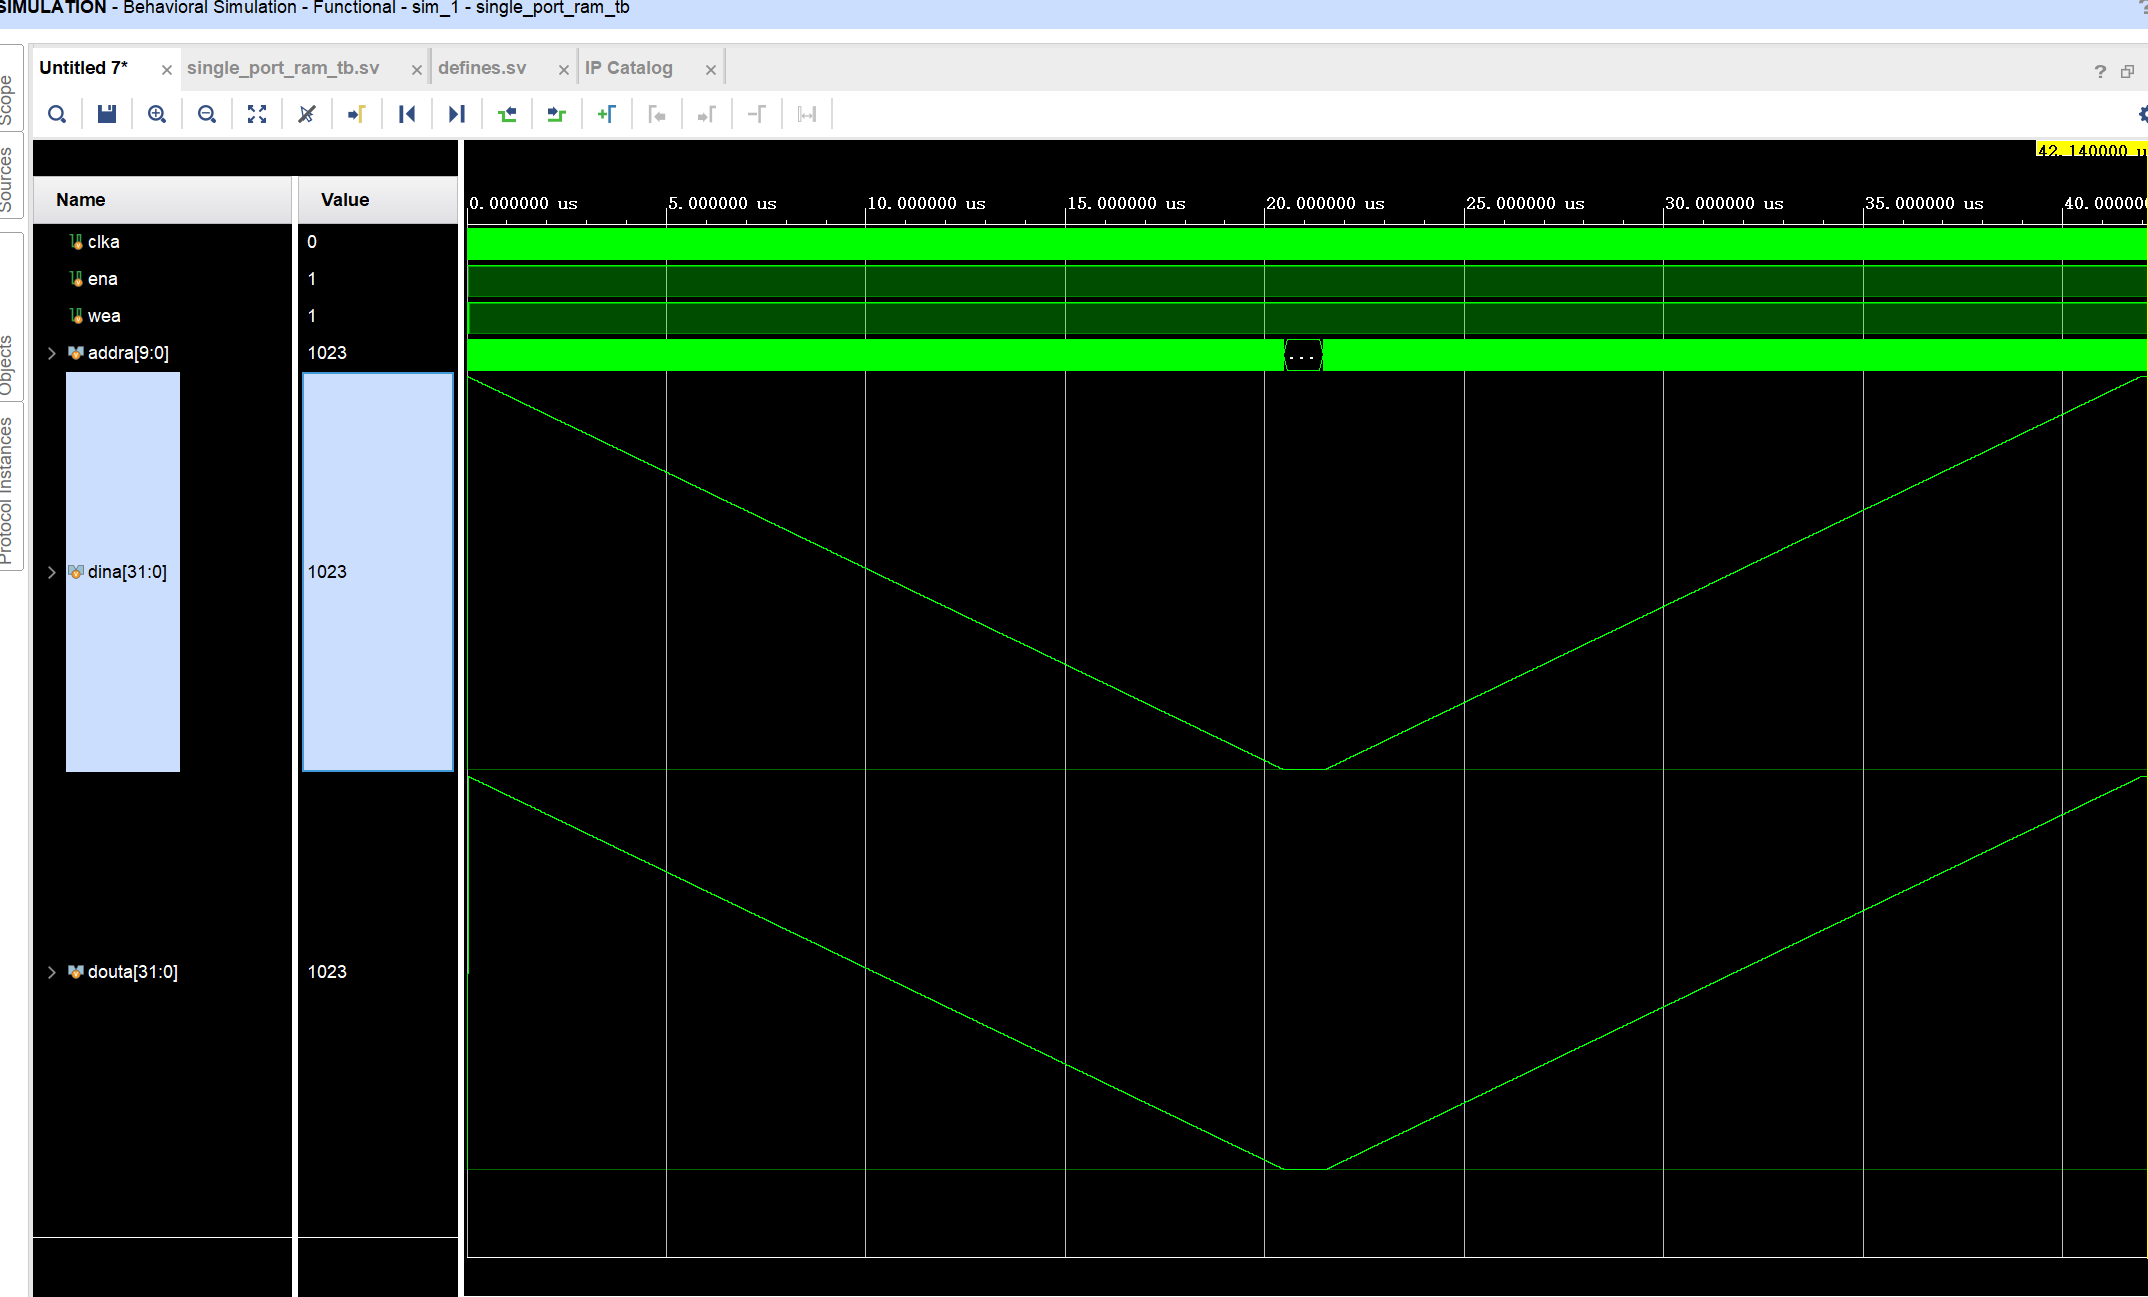 SIMULATION - Behavioral Simulation - Functional - sim_1 - single_port_ram_tb
Scope
Sources
Objects
Protocol Instances
Untitled 7* single_port_ram_tb.sv defines.sv IP Catalog
42.140000 u
Name Value
0.000000 us 5.000000 us 10.000000 us 15.000000 us 20.000000 us 25.000000 us 30.000000 us 35.000000 us 40.00000
clka 0
ena 1
wea 1
addra[9:0] 1023 ...
dina[31:0] 1023
douta[31:0] 1023